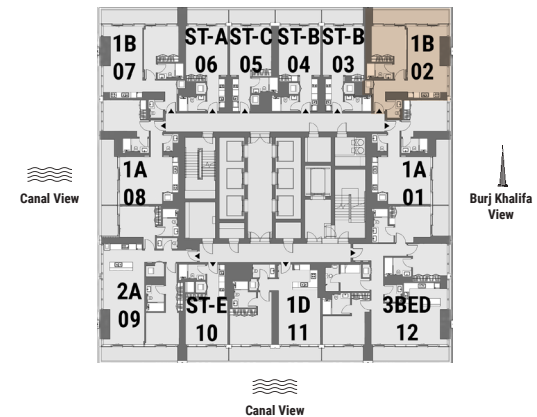 1B
07
ST-A
06
ST-C
05
ST-B
04
ST-B
03
1B
02
1A
08
1A
01
Canal View
Burj Khalifa
View
2A
09
ST-E
10
1D
11
3BED
12
Canal View